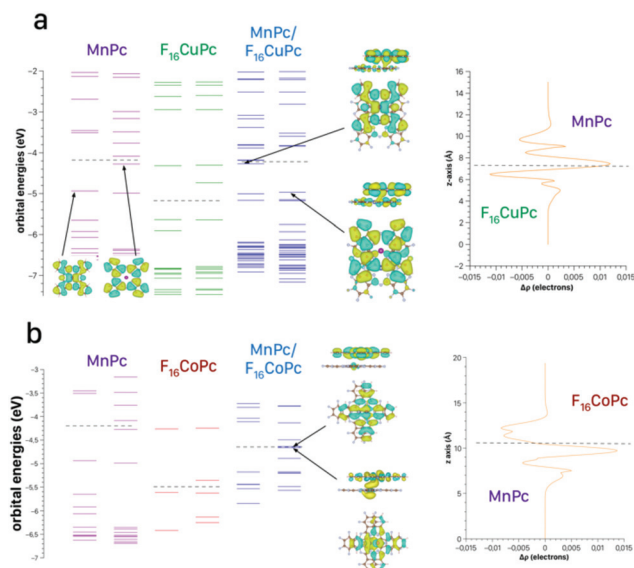 a
MnPc
F₁₆CuPc
MnPc/
F₁₆CuPc
orbital energies (eV)
−2
−3
−4
−5
−6
−7
z-axis (Å)
16
14
12
10
8
6
4
2
0
−2
MnPc
F₁₆CuPc
−0,015
−0,01
−0,005
0
0,005
0,01
0,015
Δρ (electrons)
b
MnPc
F₁₆CoPc
MnPc/
F₁₆CoPc
orbital energies (eV)
−3
−3.5
−4
−4.5
−5
−5.5
−6
−6.5
−7
z axis (Å)
20
15
10
5
0
F₁₆CoPc
MnPc
−0,015
−0,01
−0,005
0
0,005
0,01
0,015
Δρ (electrons)